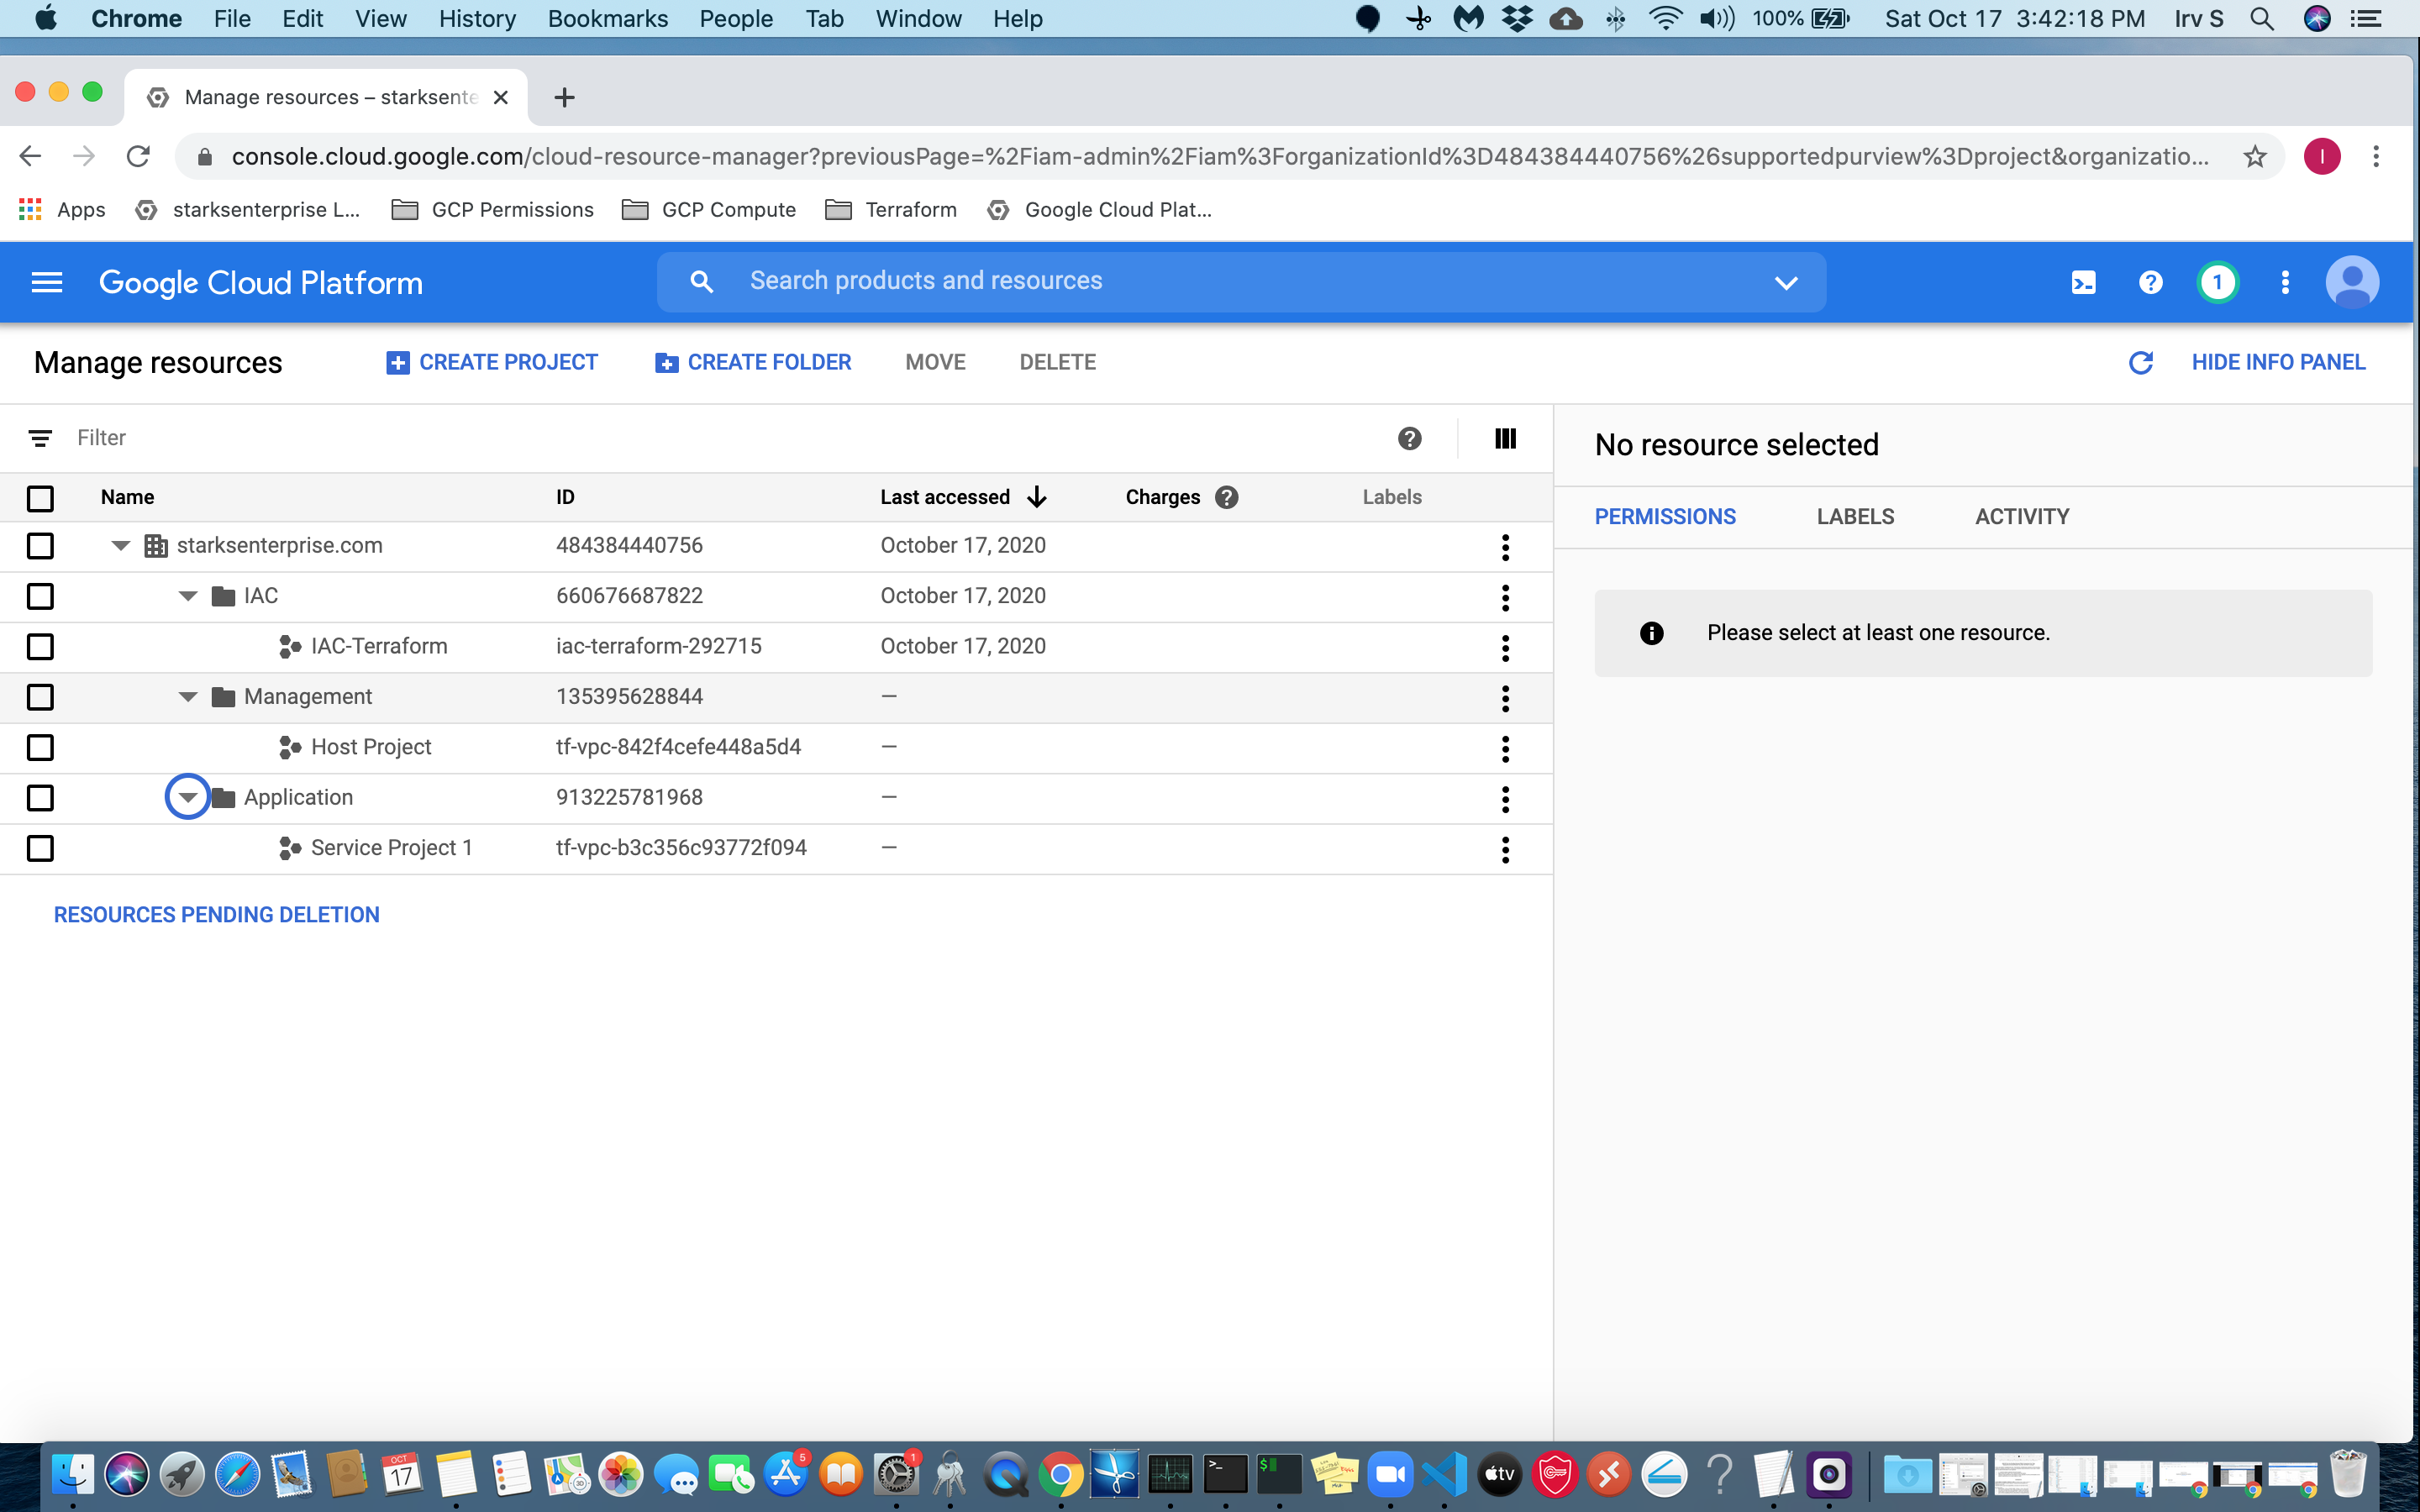 Chrome File Edit View History Bookmarks People Tab Window Help 100% Sat Oct 17 3:42:18 PM Irv S
Manage resources – starksente
console.cloud.google.com/cloud-resource-manager?previousPage=%2Fiam-admin%2Fiam%3ForganizationId%3D484384440756%26supportedpurview%3Dproject&organizatio... I
Apps starksenterprise L... GCP Permissions GCP Compute Terraform Google Cloud Plat...
Google Cloud Platform Search products and resources 1
Manage resources CREATE PROJECT CREATE FOLDER MOVE DELETE HIDE INFO PANEL
Filter
No resource selected
Name ID Last accessed Charges Labels
PERMISSIONS LABELS ACTIVITY
starksenterprise.com 484384440756 October 17, 2020
IAC 660676687822 October 17, 2020
Please select at least one resource.
IAC-Terraform iac-terraform-292715 October 17, 2020
Management 135395628844 —
Host Project tf-vpc-842f4cefe448a5d4 —
Application 913225781968 —
Service Project 1 tf-vpc-b3c356c93772f094 —
RESOURCES PENDING DELETION
OCT
17
5
1
tv